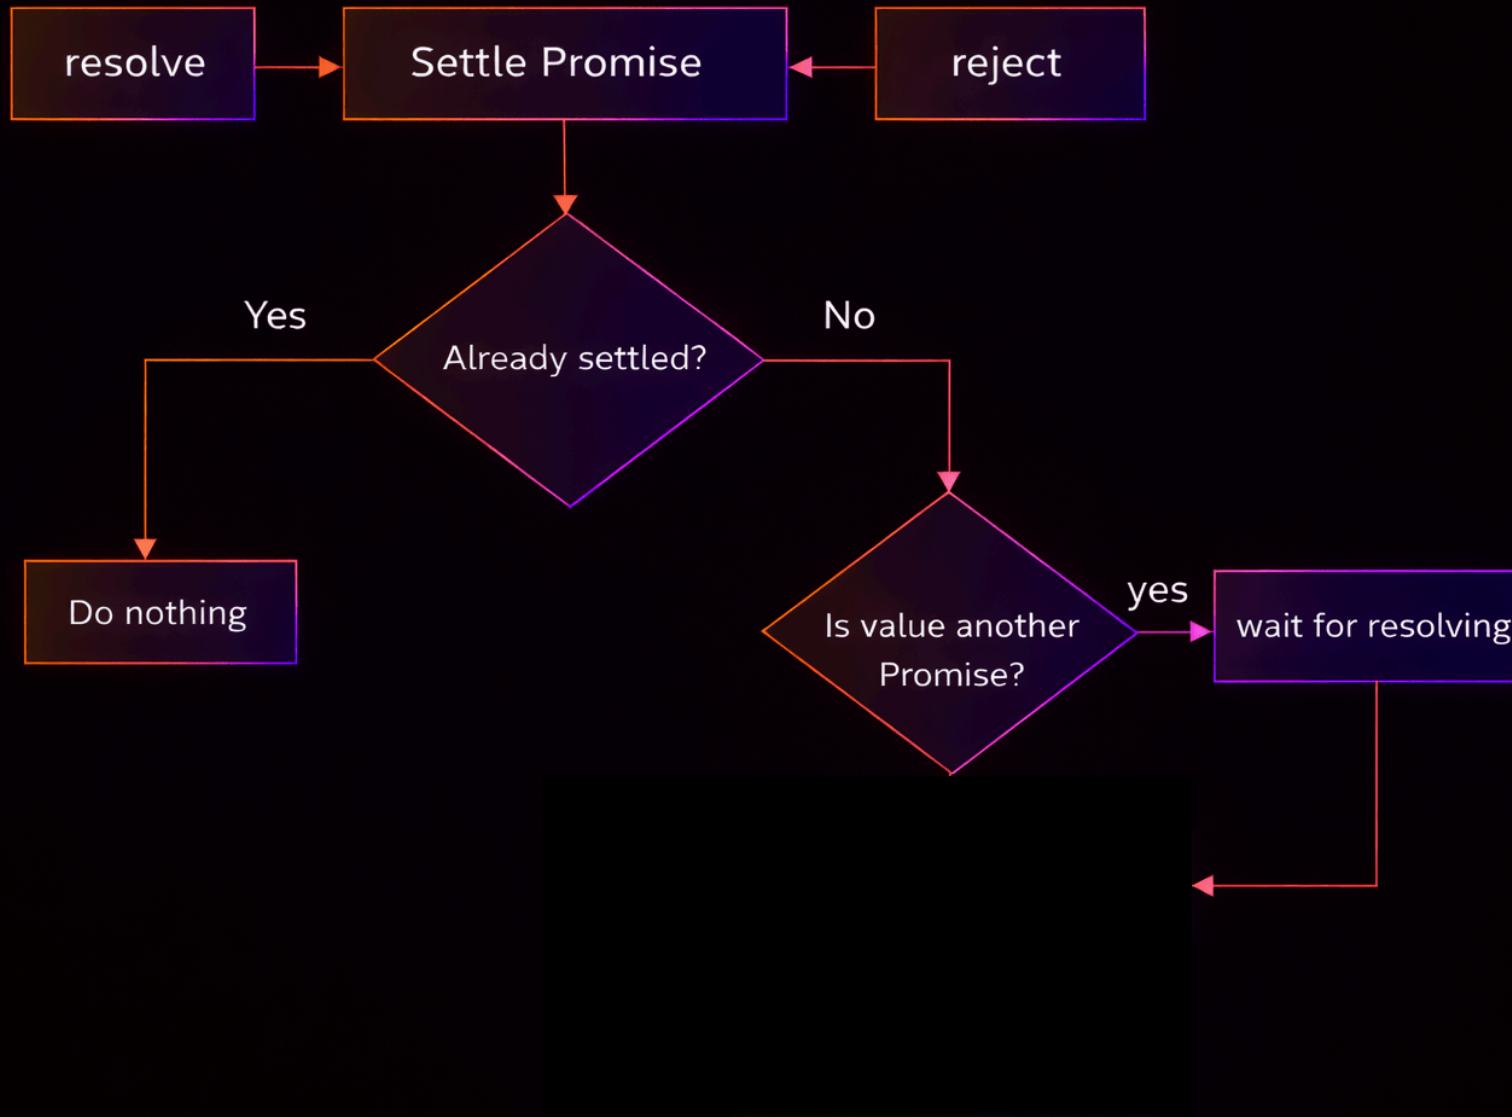 resolve
Settle Promise
reject
Yes
No
Already settled?
Do nothing
yes
Is value another
Promise?
wait for resolving